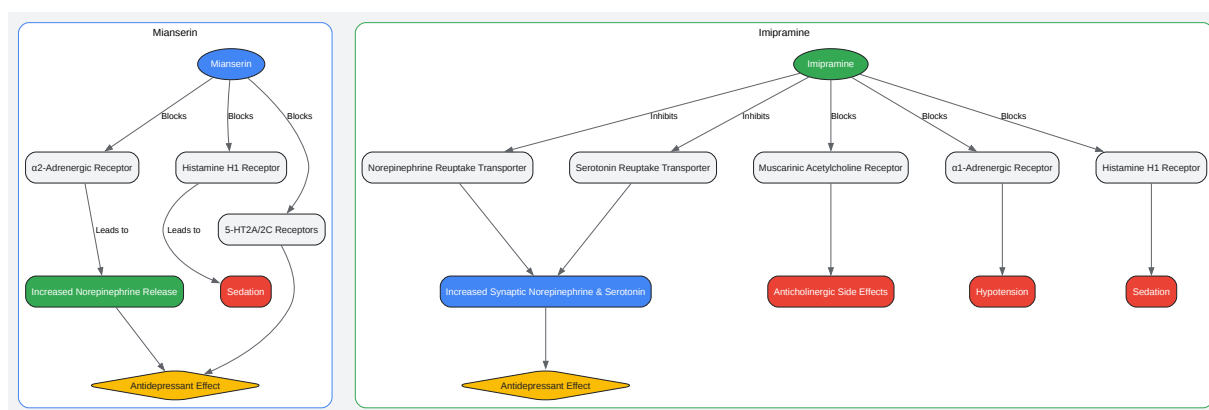 Mianserin
Imipramine
Mianserin
Imipramine
Blocks
Blocks
Blocks
Inhibits
Inhibits
Blocks
Blocks
Blocks
α2-Adrenergic Receptor
Histamine H1 Receptor
Norepinephrine Reuptake Transporter
Serotonin Reuptake Transporter
Muscarinic Acetylcholine Receptor
α1-Adrenergic Receptor
Histamine H1 Receptor
Leads to
Leads to
5-HT2A/2C Receptors
Increased Norepinephrine Release
Sedation
Increased Synaptic Norepinephrine & Serotonin
Anticholinergic Side Effects
Hypotension
Sedation
Antidepressant Effect
Antidepressant Effect